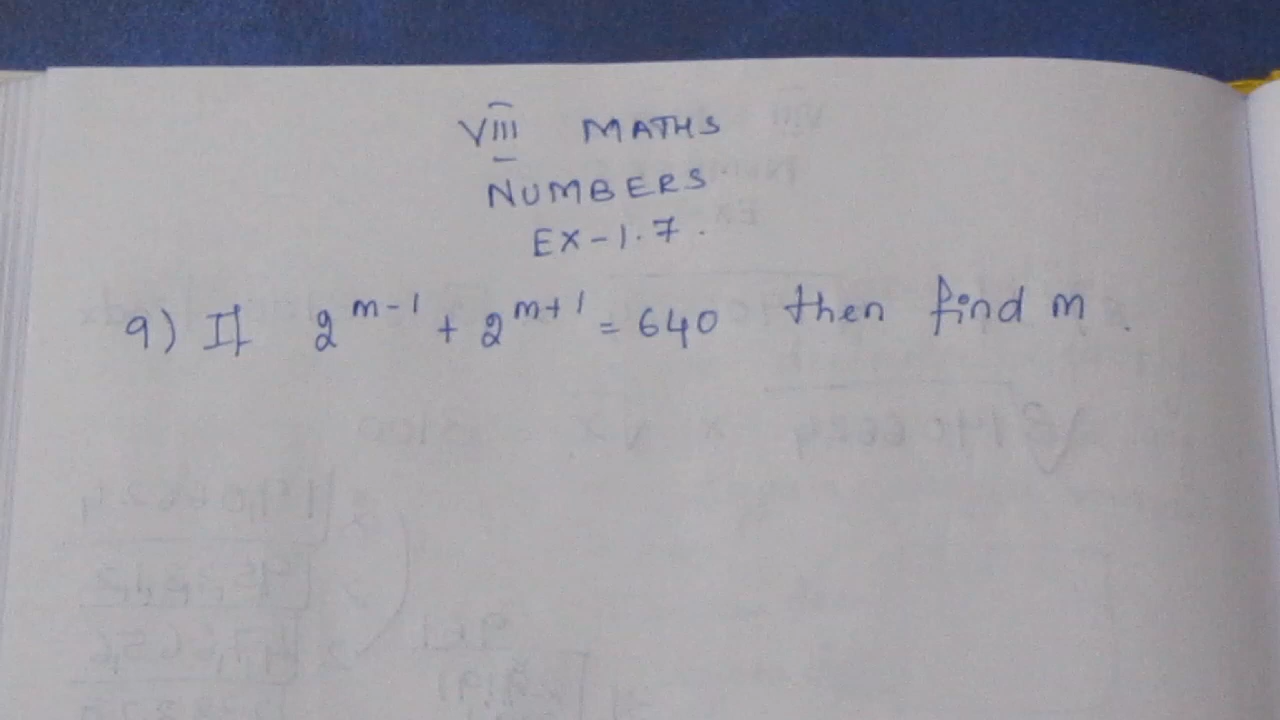 VIII MATHS
NUMBERS
EX-1.7.
9) If 2^(m-1) + 2^(m+1) = 640 then find m.